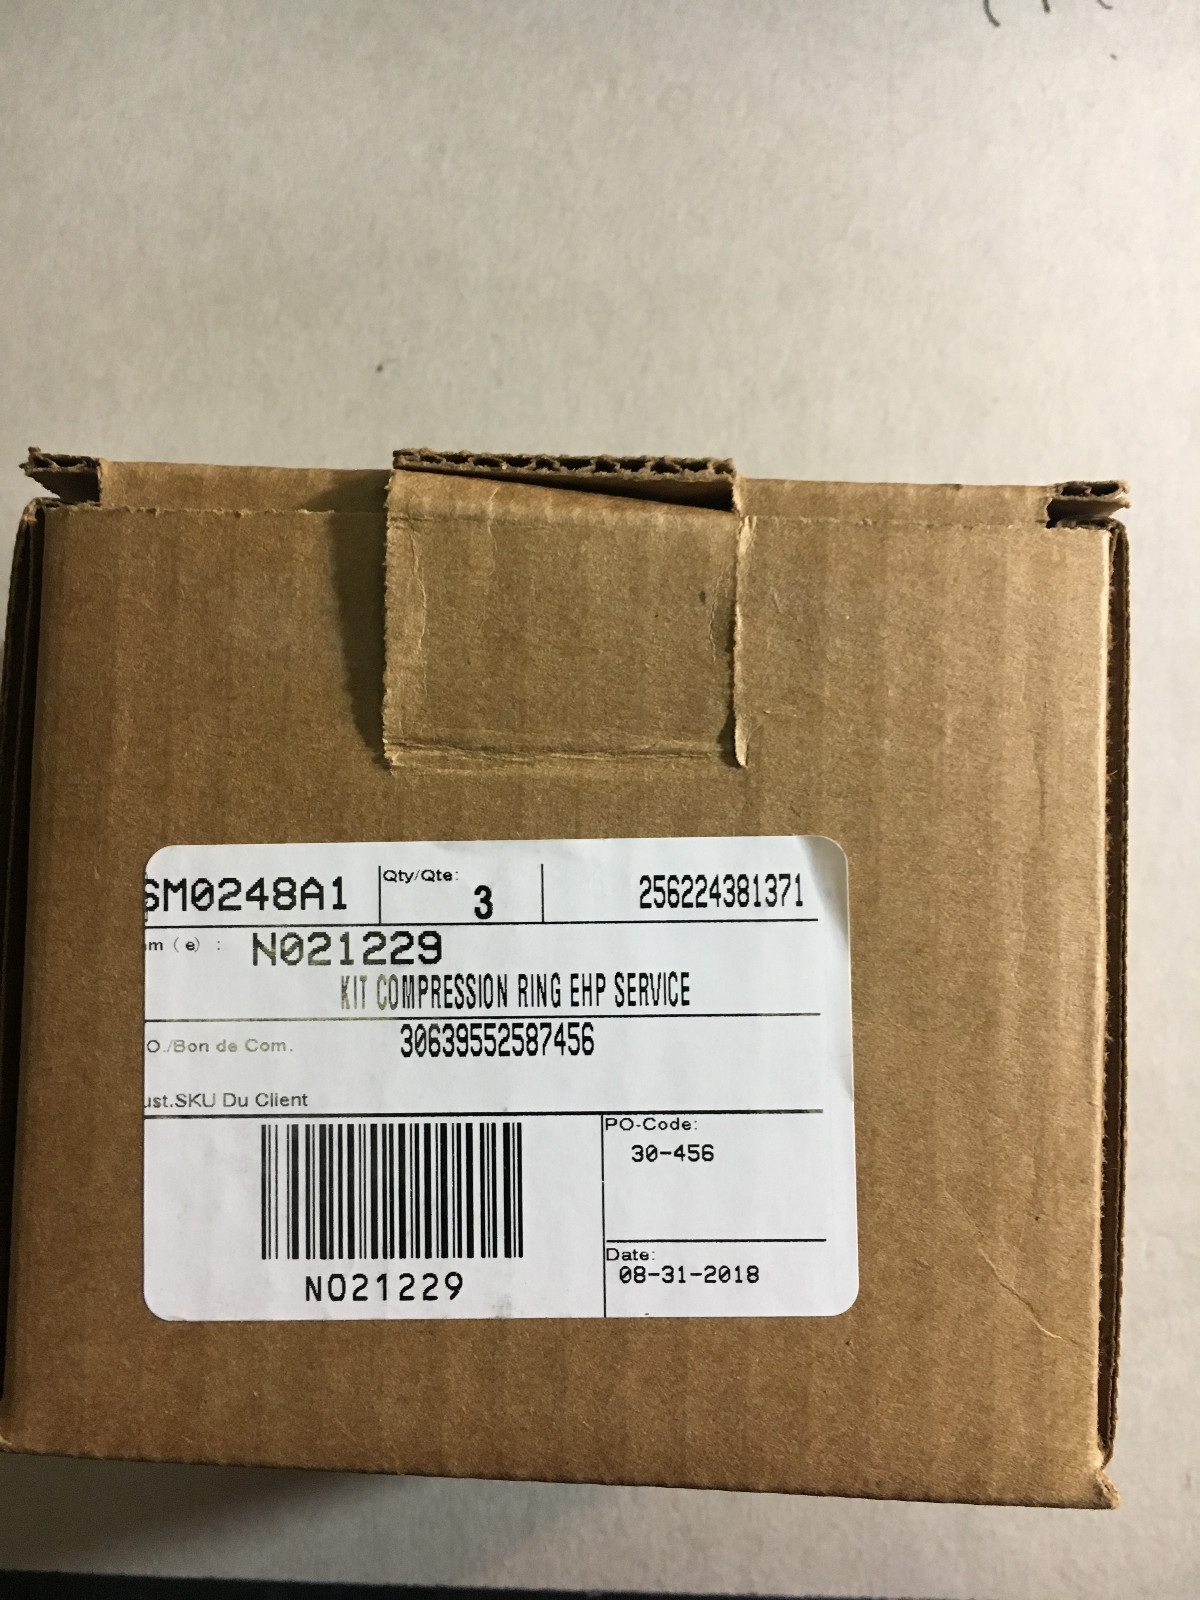 SM0248A1 Qty/Qte: 3 256224381371
m (e) : N021229
KIT COMPRESSION RING EHP SERVICE
O./Bon de Com. 30639552587456
ust.SKU Du Client
PO-Code:
30-456
N021229
Date:
08-31-2018